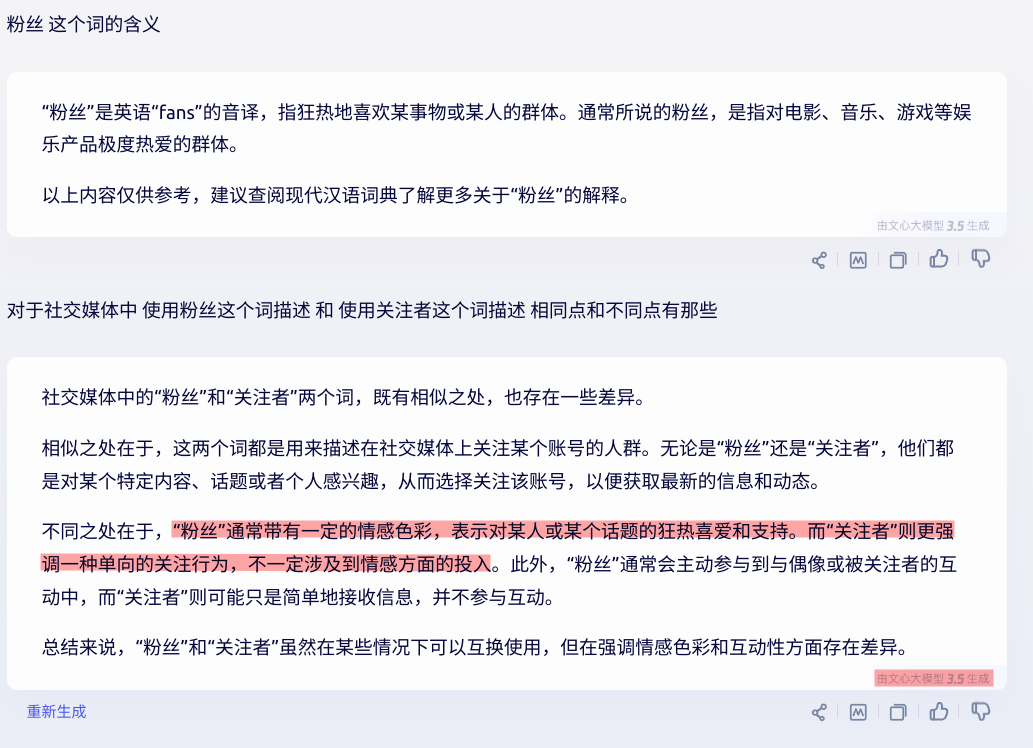 粉丝 这个词的含义
“粉丝”是英语“fans”的音译，指狂热地喜欢某事物或某人的群体。通常所说的粉丝，是指对电影、音乐、游戏等娱
乐产品极度热爱的群体。
以上内容仅供参考，建议查阅现代汉语词典了解更多关于“粉丝”的解释。
由文心大模型 3.5 生成
对于社交媒体中 使用粉丝这个词描述 和 使用关注者这个词描述 相同点和不同点有那些
社交媒体中的“粉丝”和“关注者”两个词，既有相似之处，也存在一些差异。
相似之处在于，这两个词都是用来描述在社交媒体上关注某个账号的人群。无论是“粉丝”还是“关注者”，他们都
是对某个特定内容、话题或者个人感兴趣，从而选择关注该账号，以便获取最新的信息和动态。
不同之处在于，“粉丝”通常带有一定的情感色彩，表示对某人或某个话题的狂热喜爱和支持。而“关注者”则更强
调一种单向的关注行为，不一定涉及到情感方面的投入。此外，“粉丝”通常会主动参与到与偶像或被关注者的互
动中，而“关注者”则可能只是简单地接收信息，并不参与互动。
总结来说，“粉丝”和“关注者”虽然在某些情况下可以互换使用，但在强调情感色彩和互动性方面存在差异。
由文心大模型 3.5 生成
重新生成